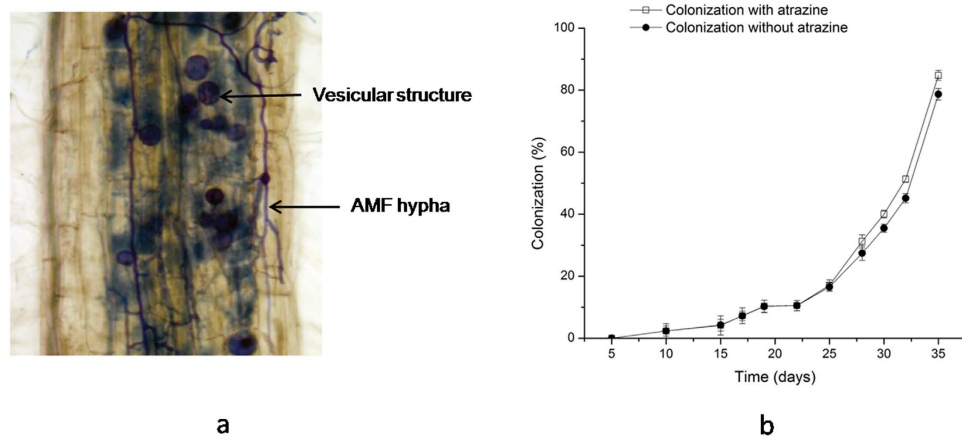 Vesicular structure
AMF hypha
a
Colonization with atrazine
Colonization without atrazine
100
80
60
40
20
0
Colonization (%)
5 10 15 20 25 30 35
Time (days)
b